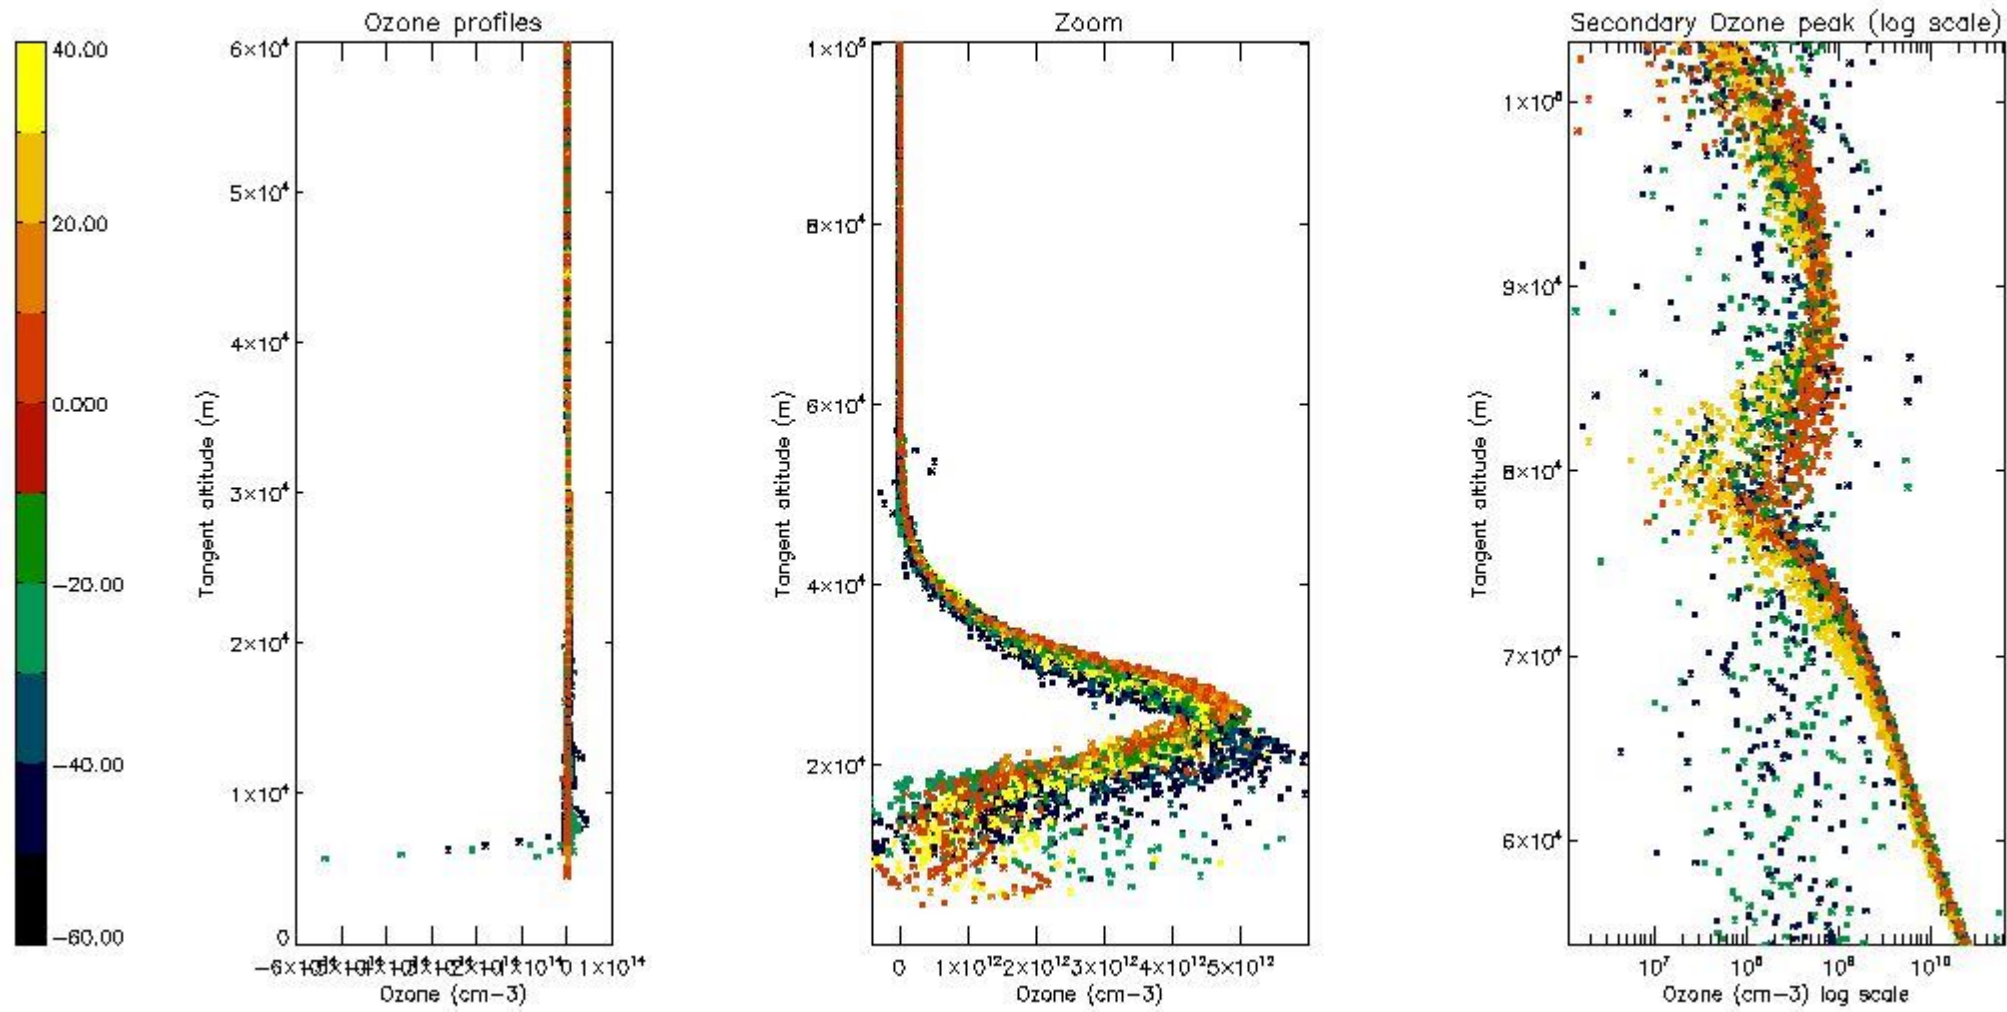 Ozone profiles
Zoom
Secondary Ozone peak (log scale)
40.00
20.00
0.000
−20.00
−40.00
−60.00
6×10⁴
5×10⁴
4×10⁴
3×10⁴
2×10⁴
1×10⁴
0
Tangent altitude (m)
0 1×10¹⁴
Ozone (cm−3)
1×10⁵
8×10⁴
6×10⁴
4×10⁴
2×10⁴
Tangent altitude (m)
0 1×10¹² 2×10¹² 3×10¹² 4×10¹² 5×10¹²
Ozone (cm−3)
9×10⁴
8×10⁴
7×10⁴
6×10⁴
Tangent altitude (m)
10⁷ 10⁸ 10⁹ 10¹⁰
Ozone (cm−3) log scale